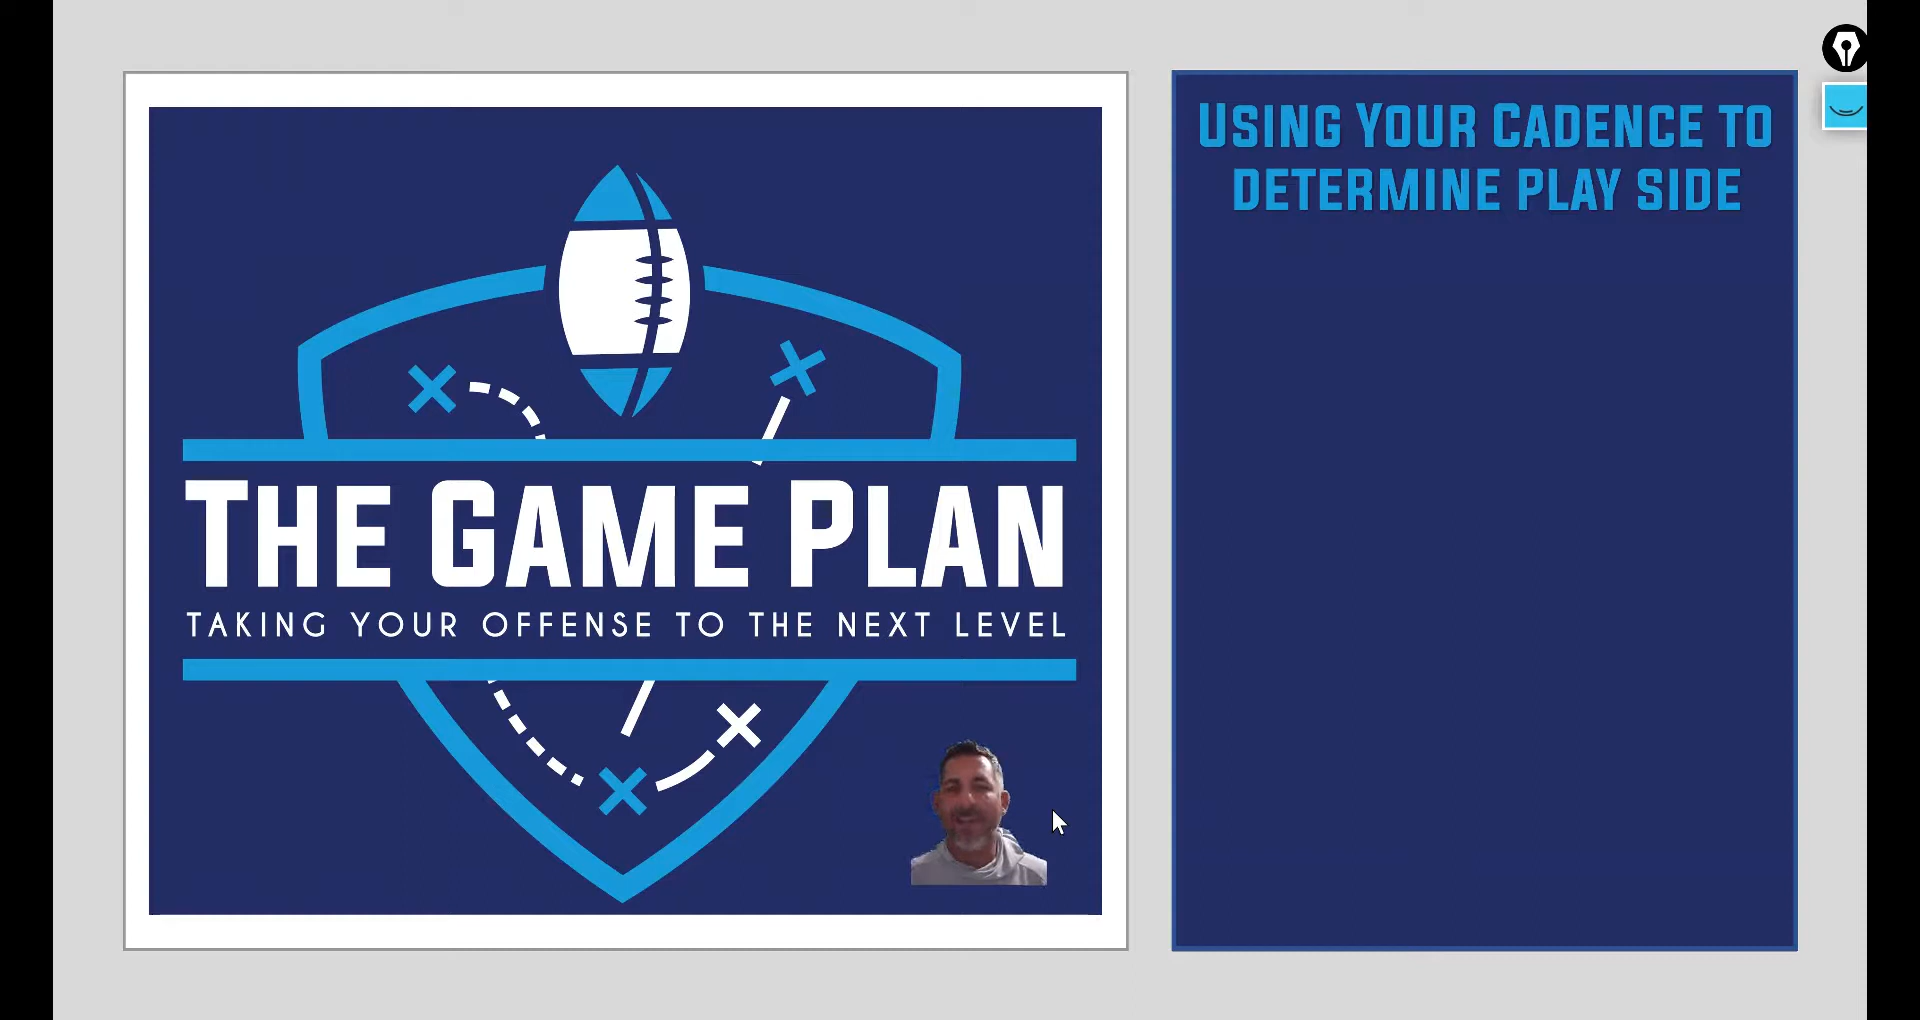 THE GAME PLAN
TAKING YOUR OFFENSE TO THE NEXT LEVEL
USING YOUR CADENCE TO
DETERMINE PLAY SIDE